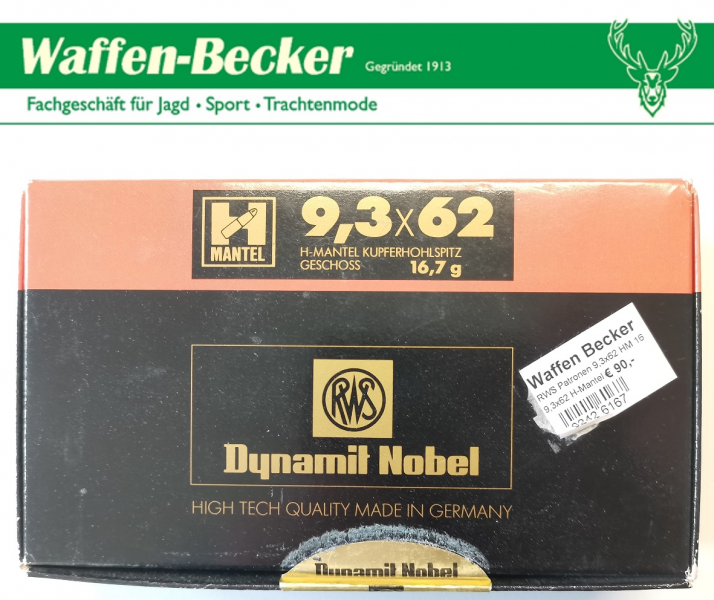 Waffen-Becker Gegründet 1913
Fachgeschäft für Jagd • Sport • Trachtenmode
H
MANTEL
9,3x62
H-MANTEL KUPFERHOHLSPITZ
GESCHOSS 16,7 g
Waffen Becker
RWS Patronen 9,3x62 HM 16
9,3x62 H-Mantel € 90,-
6167
RWS
Dynamit Nobel
HIGH TECH QUALITY MADE IN GERMANY
Dynamit Nobel